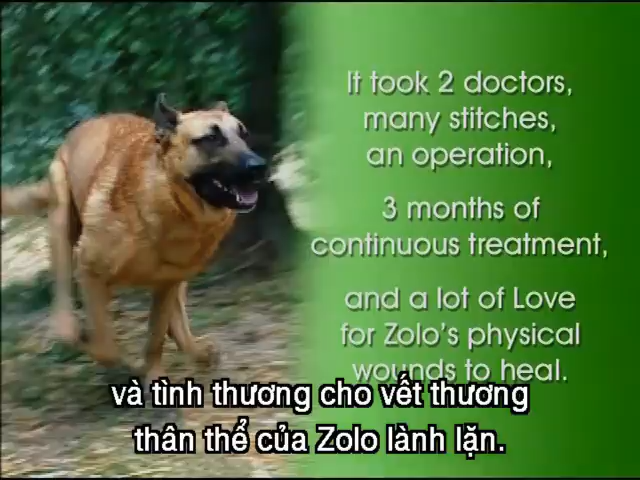 It took 2 doctors,
many stitches,
an operation,
3 months of
continuous treatment,
and a lot of Love
for Zolo's physical
wounds to heal.
và tình thương cho vết thương
thân thể của Zolo lành lặn.